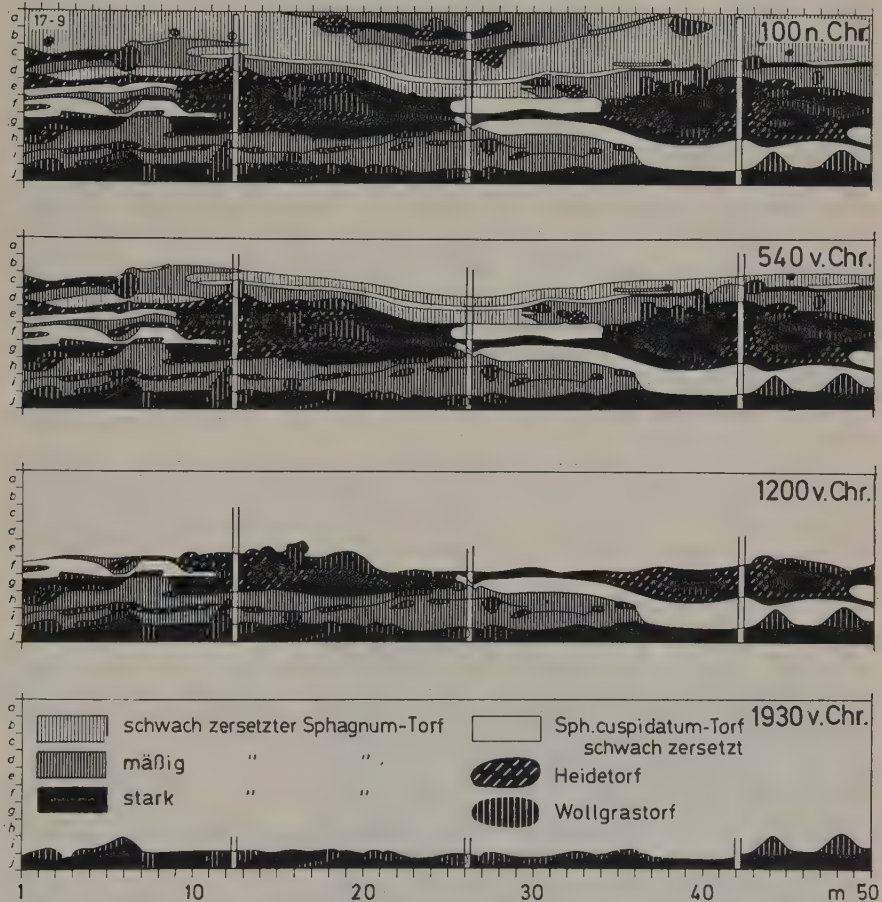 17-9
100 n. Chr.
a
b
c
d
e
f
g
h
i
j
540 v. Chr.
a
b
c
d
e
f
g
h
i
j
1200 v. Chr.
a
b
c
d
e
f
g
h
i
j
1930 v. Chr.
a
b
c
d
e
f
g
h
i
j
schwach zersetzter Sphagnum-Torf
mäßig " "
stark " "
Sph.cuspidatum-Torf
schwach zersetzt
Heidetorf
Wollgrastorf
1 10 20 30 40 m 50